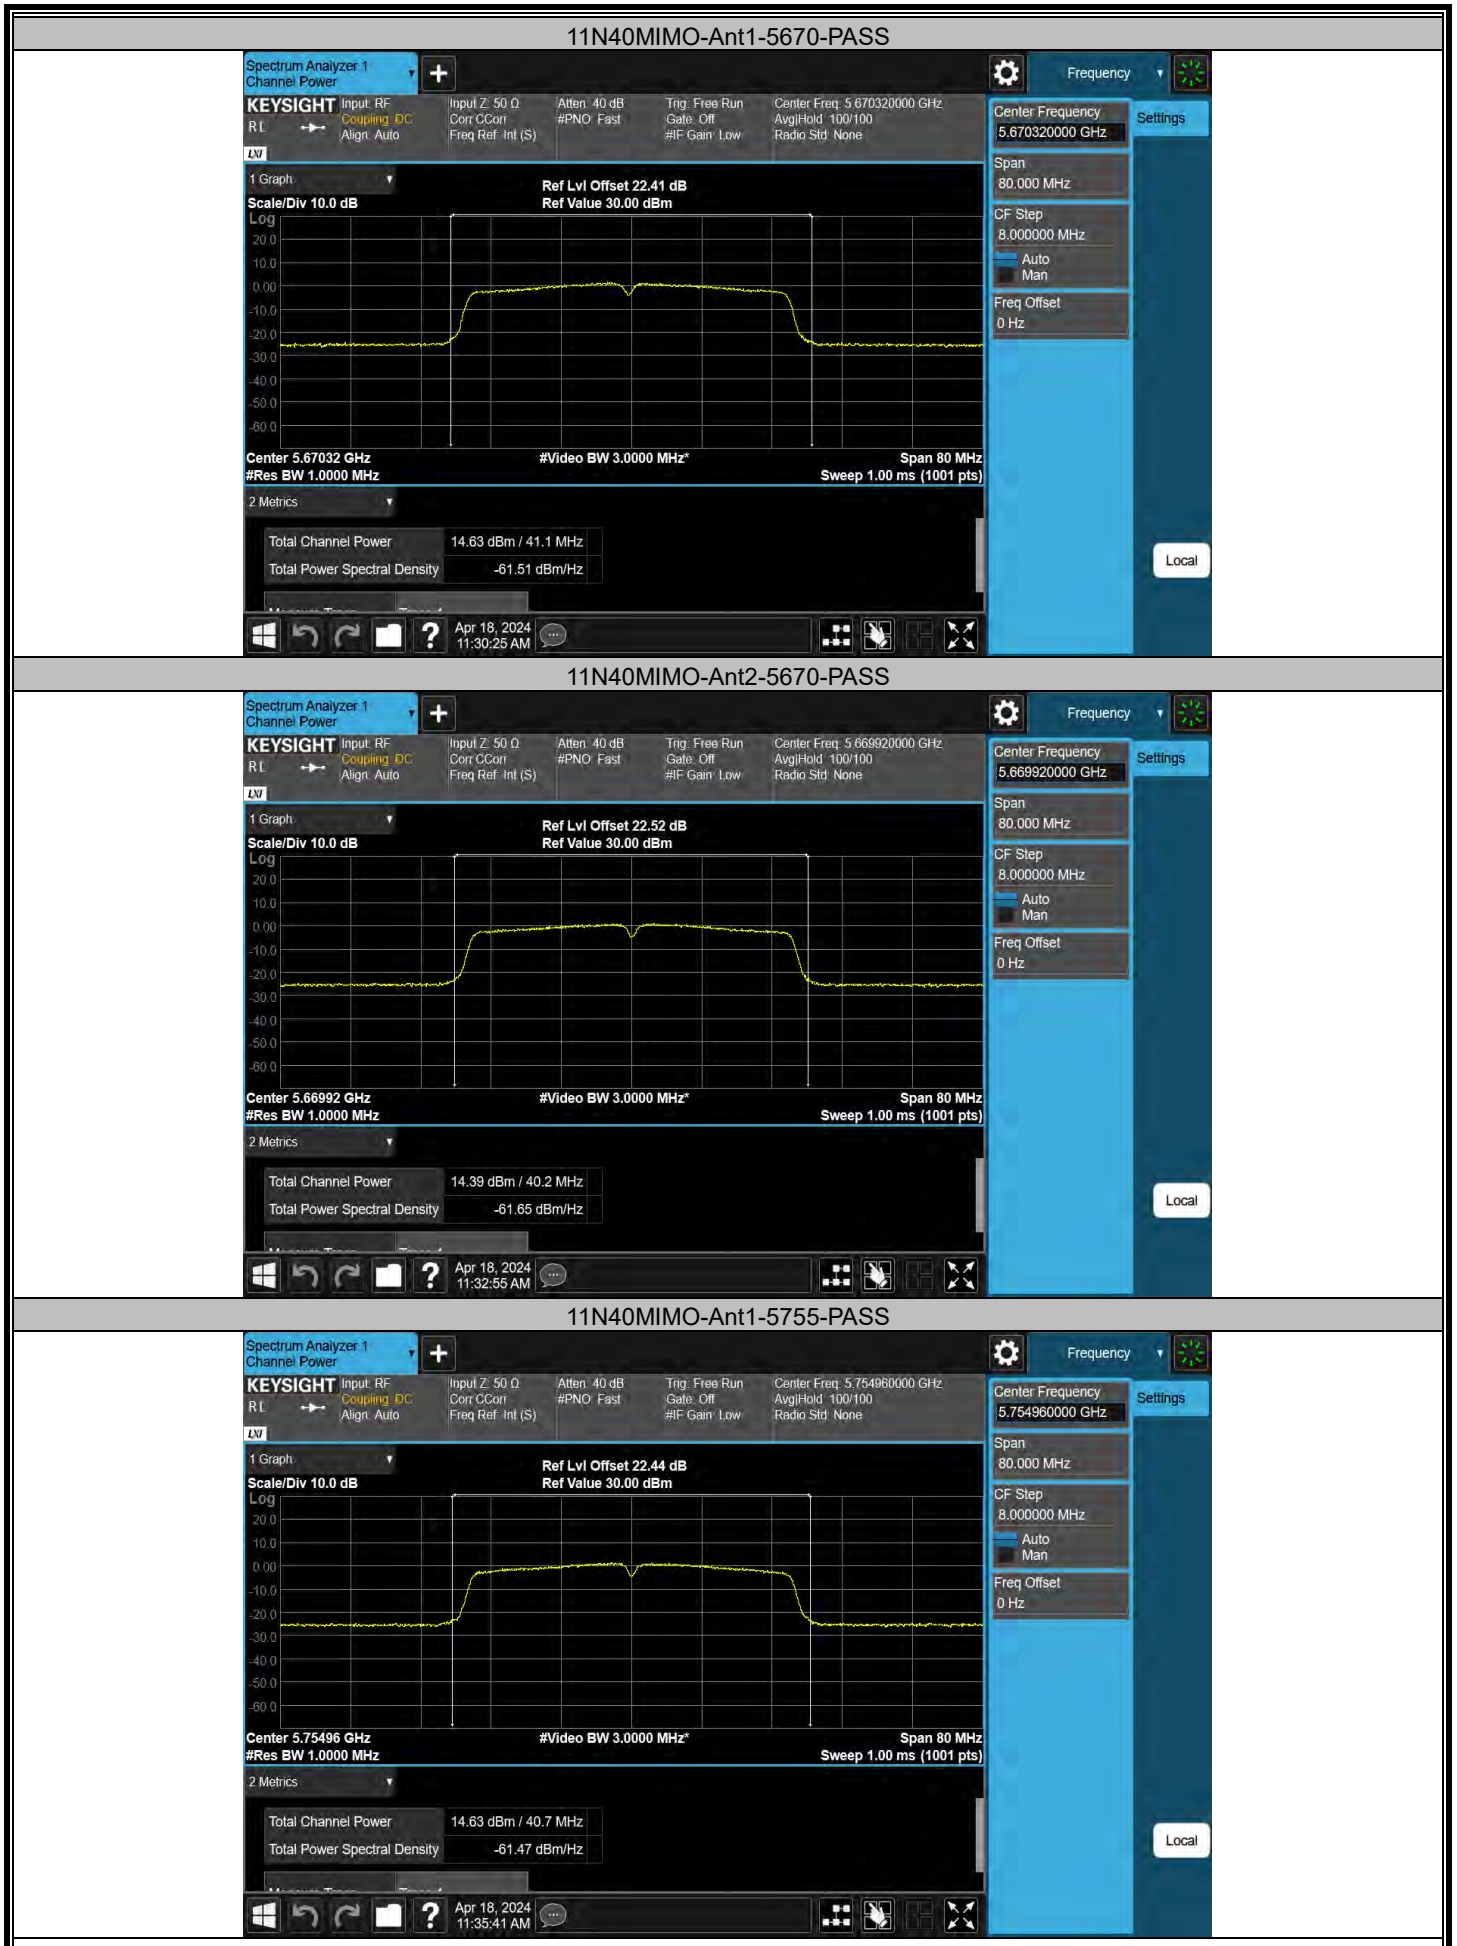 11N40MIMO-Ant1-5670-PASS
Spectrum Analyzer 1
Channel Power
Frequency
KEYSIGHT
RL
LXI
Input: RF
Coupling: DC
Align: Auto
Input Z: 50 Ω
Corr CCorr
Freq Ref: Int (S)
Atten: 40 dB
#PNO: Fast
Trig: Free Run
Gate: Off
#IF Gain: Low
Center Freq: 5.670320000 GHz
Avg|Hold: 100/100
Radio Std: None
Center Frequency
5.670320000 GHz
Settings
Span
80.000 MHz
CF Step
8.000000 MHz
Auto
Man
Freq Offset
0 Hz
Local
1 Graph
Scale/Div 10.0 dB
Ref Lvl Offset 22.41 dB
Ref Value 30.00 dBm
Log
20.0
10.0
0.00
-10.0
-20.0
-30.0
-40.0
-50.0
-60.0
Center 5.67032 GHz
#Video BW 3.0000 MHz*
Span 80 MHz
#Res BW 1.0000 MHz
Sweep 1.00 ms (1001 pts)
2 Metrics
Total Channel Power 14.63 dBm / 41.1 MHz
Total Power Spectral Density -61.51 dBm/Hz
Apr 18, 2024
11:30:25 AM
11N40MIMO-Ant2-5670-PASS
Spectrum Analyzer 1
Channel Power
Frequency
KEYSIGHT
RL
LXI
Input: RF
Coupling: DC
Align: Auto
Input Z: 50 Ω
Corr CCorr
Freq Ref: Int (S)
Atten: 40 dB
#PNO: Fast
Trig: Free Run
Gate: Off
#IF Gain: Low
Center Freq: 5.669920000 GHz
Avg|Hold: 100/100
Radio Std: None
Center Frequency
5.669920000 GHz
Settings
Span
80.000 MHz
CF Step
8.000000 MHz
Auto
Man
Freq Offset
0 Hz
Local
1 Graph
Scale/Div 10.0 dB
Ref Lvl Offset 22.52 dB
Ref Value 30.00 dBm
Log
20.0
10.0
0.00
-10.0
-20.0
-30.0
-40.0
-50.0
-60.0
Center 5.66992 GHz
#Video BW 3.0000 MHz*
Span 80 MHz
#Res BW 1.0000 MHz
Sweep 1.00 ms (1001 pts)
2 Metrics
Total Channel Power 14.39 dBm / 40.2 MHz
Total Power Spectral Density -61.65 dBm/Hz
Apr 18, 2024
11:32:55 AM
11N40MIMO-Ant1-5755-PASS
Spectrum Analyzer 1
Channel Power
Frequency
KEYSIGHT
RL
LXI
Input: RF
Coupling: DC
Align: Auto
Input Z: 50 Ω
Corr CCorr
Freq Ref: Int (S)
Atten: 40 dB
#PNO: Fast
Trig: Free Run
Gate: Off
#IF Gain: Low
Center Freq: 5.754960000 GHz
Avg|Hold: 100/100
Radio Std: None
Center Frequency
5.754960000 GHz
Settings
Span
80.000 MHz
CF Step
8.000000 MHz
Auto
Man
Freq Offset
0 Hz
Local
1 Graph
Scale/Div 10.0 dB
Ref Lvl Offset 22.44 dB
Ref Value 30.00 dBm
Log
20.0
10.0
0.00
-10.0
-20.0
-30.0
-40.0
-50.0
-60.0
Center 5.75496 GHz
#Video BW 3.0000 MHz*
Span 80 MHz
#Res BW 1.0000 MHz
Sweep 1.00 ms (1001 pts)
2 Metrics
Total Channel Power 14.63 dBm / 40.7 MHz
Total Power Spectral Density -61.47 dBm/Hz
Apr 18, 2024
11:35:41 AM